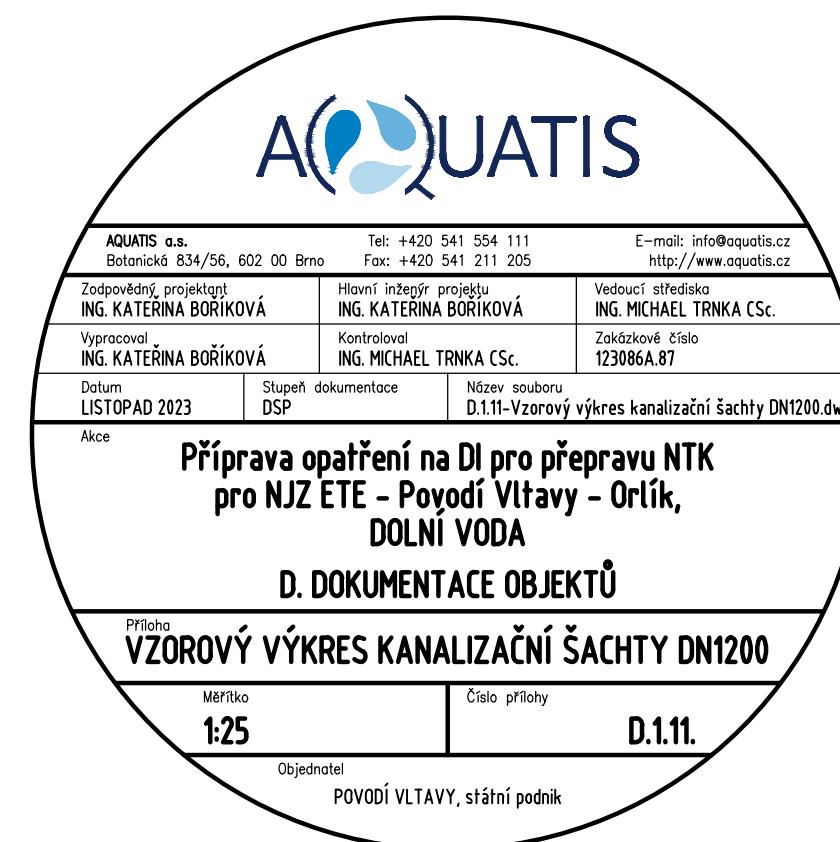 AQUATIS
AQUATIS a.s. Tel: +420 541 554 111 E-mail: info@aquatis.cz
Botanická 834/56, 602 00 Brno Fax: +420 541 211 205 http://www.aquatis.cz
Zodpovědný projektant Hlavní inženýr projektu Vedoucí střediska
ING. KATEŘINA BOŘÍKOVÁ ING. KATEŘINA BOŘÍKOVÁ ING. MICHAEL TRNKA CSc.
Vypracoval Kontroloval Zakázkové číslo
ING. KATEŘINA BOŘÍKOVÁ ING. MICHAEL TRNKA CSc. 123086A.87
Datum Stupeň dokumentace Název souboru
LISTOPAD 2023 DSP D.1.11-Vzorový výkres kanalizační šachty DN1200.dw
Akce
Příprava opatření na DI pro přepravu NTK
pro NJZ ETE - Povodí Vltavy - Orlík,
DOLNÍ VODA
D. DOKUMENTACE OBJEKTŮ
Příloha
VZOROVÝ VÝKRES KANALIZAČNÍ ŠACHTY DN1200
Měřítko Číslo přílohy
1:25 D.1.11.
Objednatel
POVODÍ VLTAVY, státní podnik